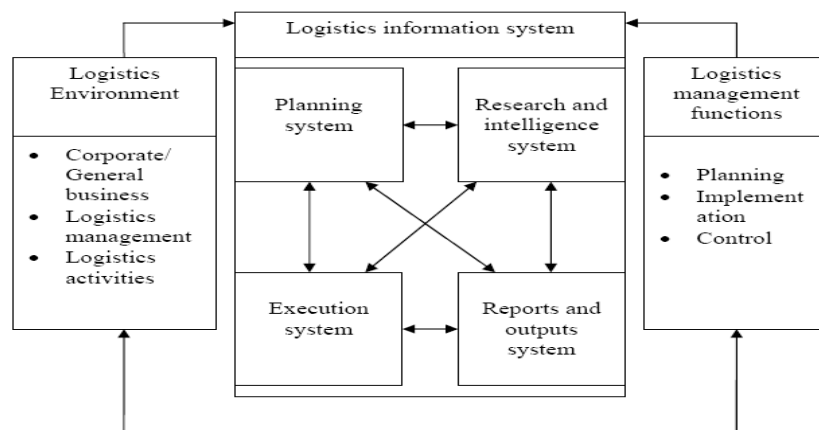 Logistics information system
Logistics
Environment
• Corporate/
General
business
• Logistics
management
• Logistics
activities
Planning
system
Research and
intelligence
system
Execution
system
Reports and
outputs
system
Logistics
management
functions
• Planning
• Implement
ation
• Control